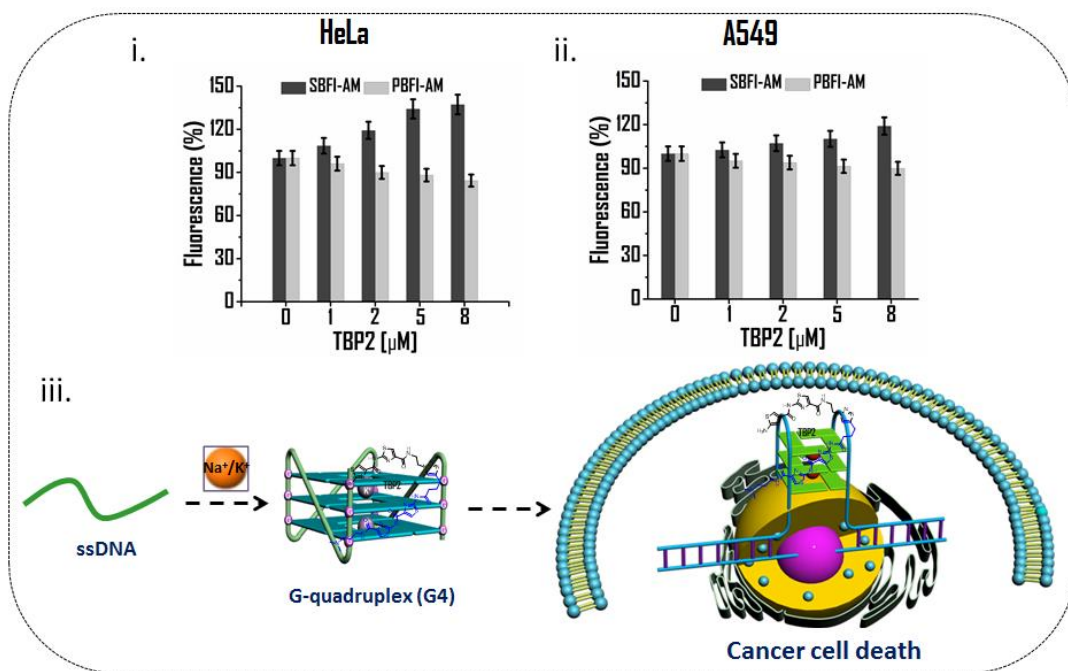 i.
HeLa
150
120
90
60
30
0
Fluorescence (%)
SBFI-AM
PBFI-AM
0 1 2 5 8
TBP2 [µM]
ii.
A549
150
120
90
60
30
0
Fluorescence (%)
SBFI-AM
PBFI-AM
0 1 2 5 8
TBP2 [µM]
iii.
Na⁺/K⁺
ssDNA
TBP2
G-quadruplex (G4)
TBP2
Cancer cell death